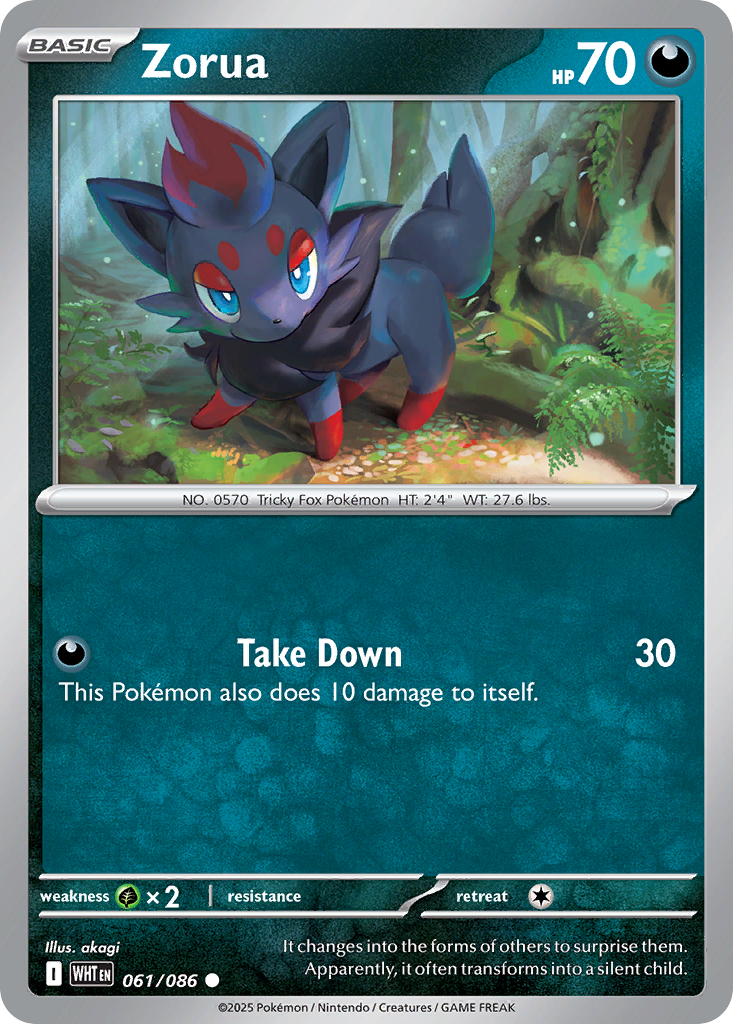 BASIC
Zorua
HP 70
NO. 0570 Tricky Fox Pokémon HT: 2'4" WT: 27.6 lbs.
Take Down 30
This Pokémon also does 10 damage to itself.
weakness ×2 resistance retreat
Illus. akagi
It changes into the forms of others to surprise them.
Apparently, it often transforms into a silent child.
I WHT EN 061/086
©2025 Pokémon / Nintendo / Creatures / GAME FREAK